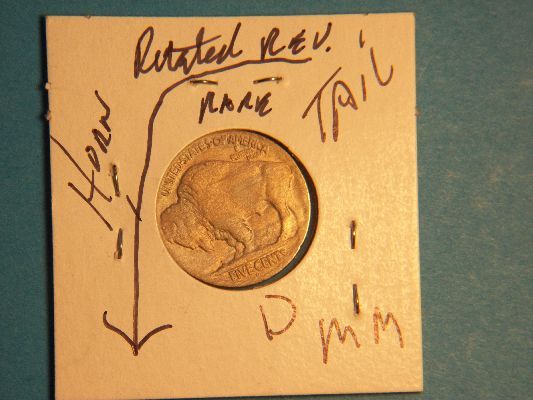 Rotated REV.
RARE
TAIL
HORN
UNITED STATES OF AMERICA
FIVE CENTS
D MM